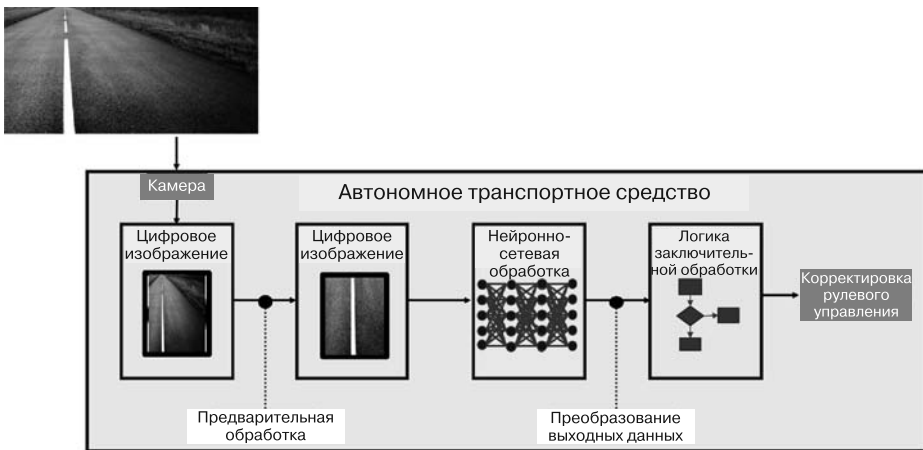 Камера
Автономное транспортное средство
Цифровое
изображение
Цифровое
изображение
Нейронно-
сетевая
обработка
Логика
заключитель-
ной обработки
Корректировка
рулевого
управления
Предварительная
обработка
Преобразование
выходных данных